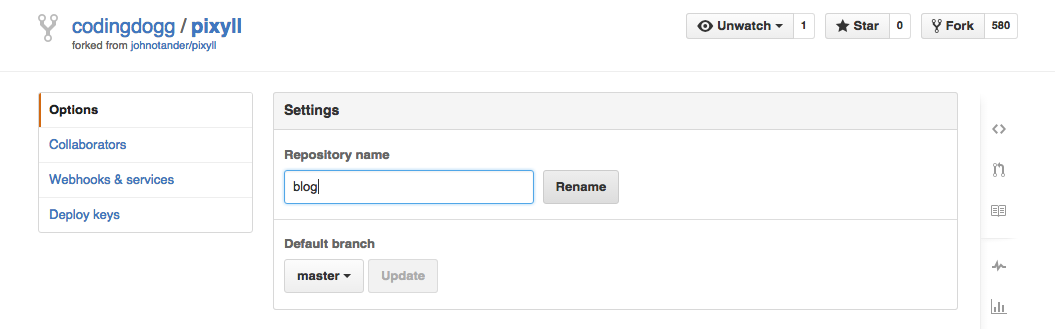 codingdogg / pixyll
forked from johnotander/pixyll
Unwatch 1
Star 0
Fork 580
Options
Collaborators
Webhooks & services
Deploy keys
Settings
Repository name
blog
Rename
Default branch
master
Update